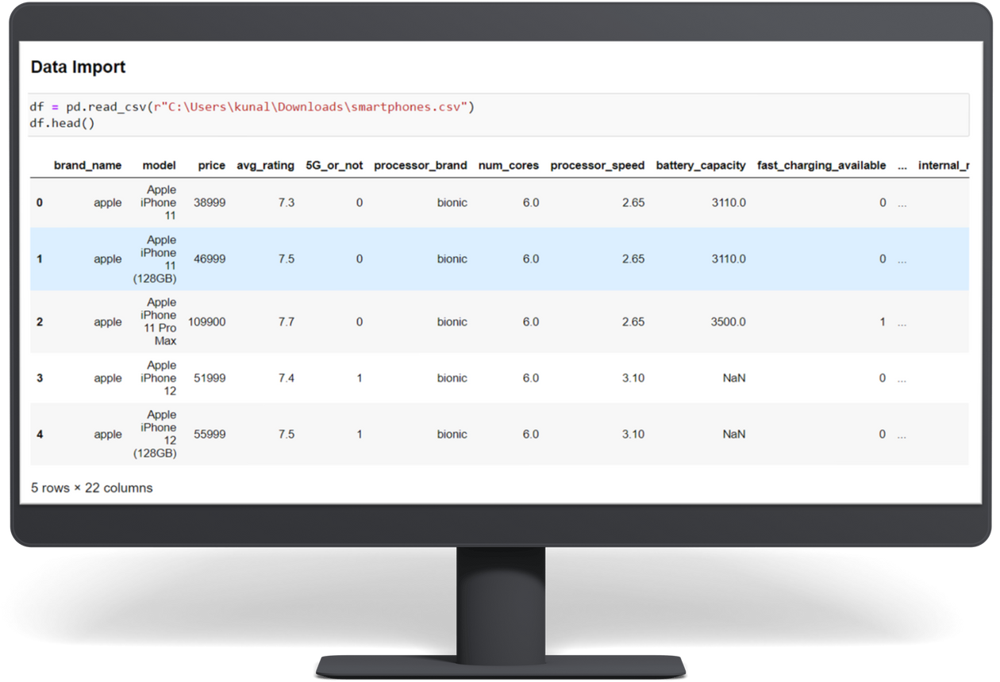 Data Import
df = pd.read_csv(r"C:\Users\kunal\Downloads\smartphones.csv")
df.head()
brand_name model price avg_rating 5G_or_not processor_brand num_cores processor_speed battery_capacity fast_charging_available ... internal_r
0 apple Apple iPhone 11 38999 7.3 0 bionic 6.0 2.65 3110.0 0 ...
1 apple Apple iPhone 11 (128GB) 46999 7.5 0 bionic 6.0 2.65 3110.0 0 ...
2 apple Apple iPhone 11 Pro Max 109900 7.7 0 bionic 6.0 2.65 3500.0 1 ...
3 apple Apple iPhone 12 51999 7.4 1 bionic 6.0 3.10 NaN 0 ...
4 apple Apple iPhone 12 (128GB) 55999 7.5 1 bionic 6.0 3.10 NaN 0 ...
5 rows × 22 columns